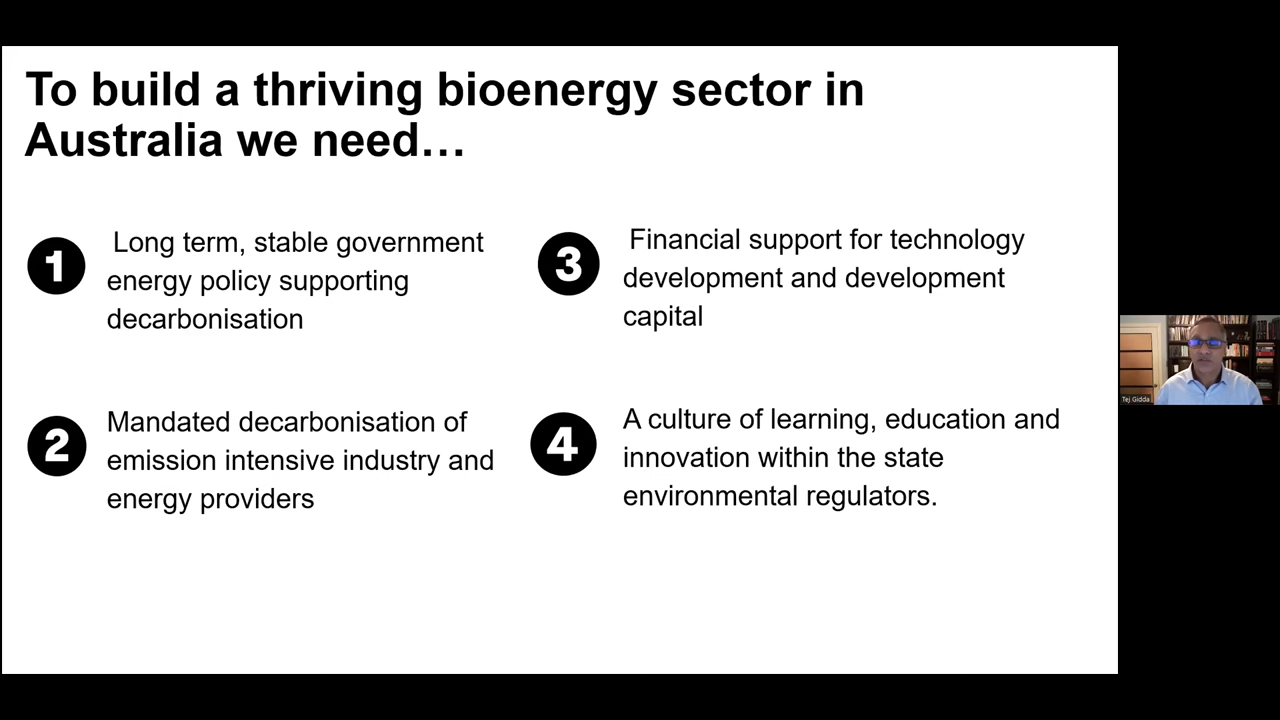 To build a thriving bioenergy sector in
Australia we need…
1
Long term, stable government
energy policy supporting
decarbonisation
2
Mandated decarbonisation of
emission intensive industry and
energy providers
3
Financial support for technology
development and development
capital
4
A culture of learning, education and
innovation within the state
environmental regulators.
Tej Gidda